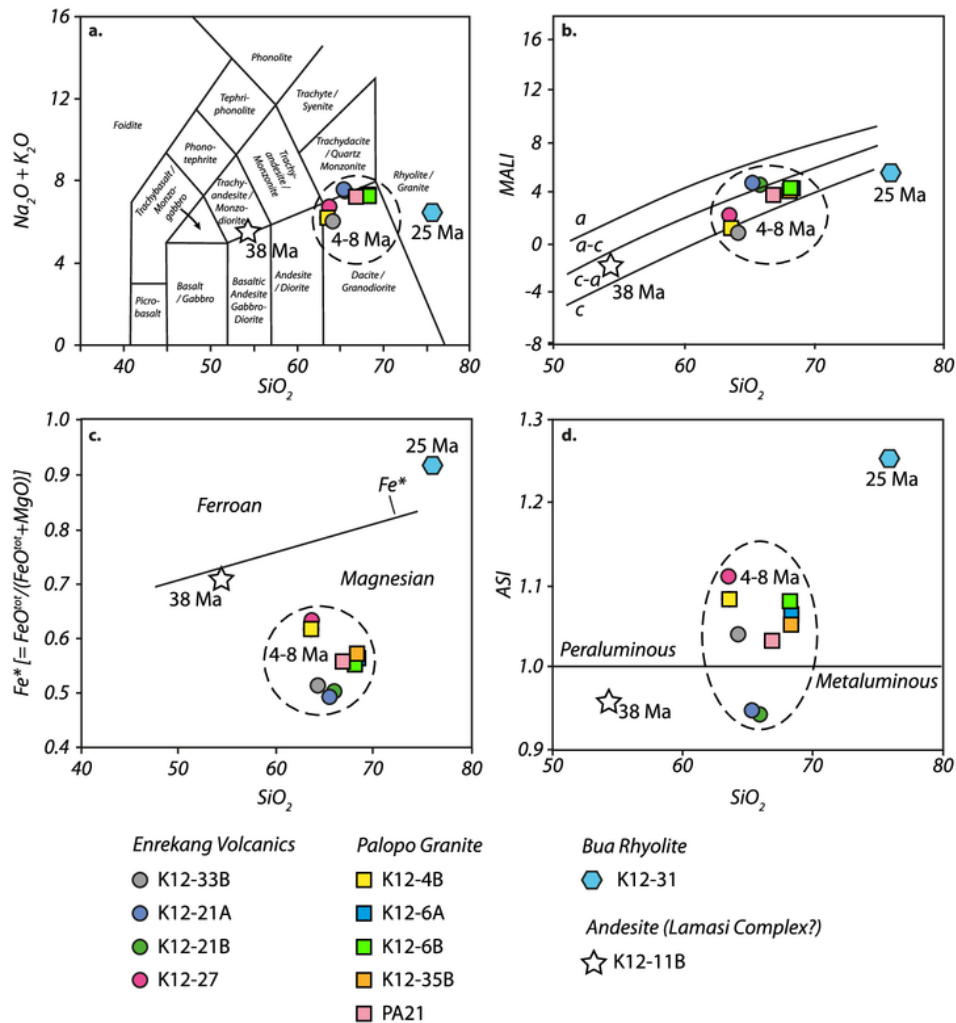 a.
16
12
8
4
0
Na₂O + K₂O
40
50
60
70
80
SiO₂
Foidite
Phonolite
Tephri-
phonolite
Phono-
tephrite
Trachyte /
Syenite
Trachydacite
/ Quartz
Monzonite
Trachy-
andesite /
Monzonite
Trachybasalt /
Monzo-
gabbro
Trachy-
andesite /
Monzo-
diorite
Rhyolite /
Granite
Picro-
basalt
Basalt
/ Gabbro
Basaltic
Andesite
Gabbro-
Diorite
Andesite
/ Diorite
Dacite /
Granodiorite
38 Ma
4-8 Ma
25 Ma
b.
16
12
8
4
0
-4
-8
MALI
60
70
80
SiO₂
a
a-c
c-a
c
38 Ma
4-8 Ma
25 Ma
c.
1.0
0.9
0.8
0.7
0.6
0.5
0.4
Fe* [= FeOᵗᵒᵗ/(FeOᵗᵒᵗ+MgO)]
40
50
60
70
80
SiO₂
25 Ma
Fe*
Ferroan
Magnesian
38 Ma
4-8 Ma
d.
1.3
1.2
1.1
1.0
0.9
ASI
50
60
70
80
SiO₂
25 Ma
4-8 Ma
Peraluminous
Metaluminous
38 Ma
Enrekang Volcanics
K12-33B
K12-21A
K12-21B
K12-27
Palopo Granite
K12-4B
K12-6A
K12-6B
K12-35B
PA21
Bua Rhyolite
K12-31
Andesite (Lamasi Complex?)
K12-11B